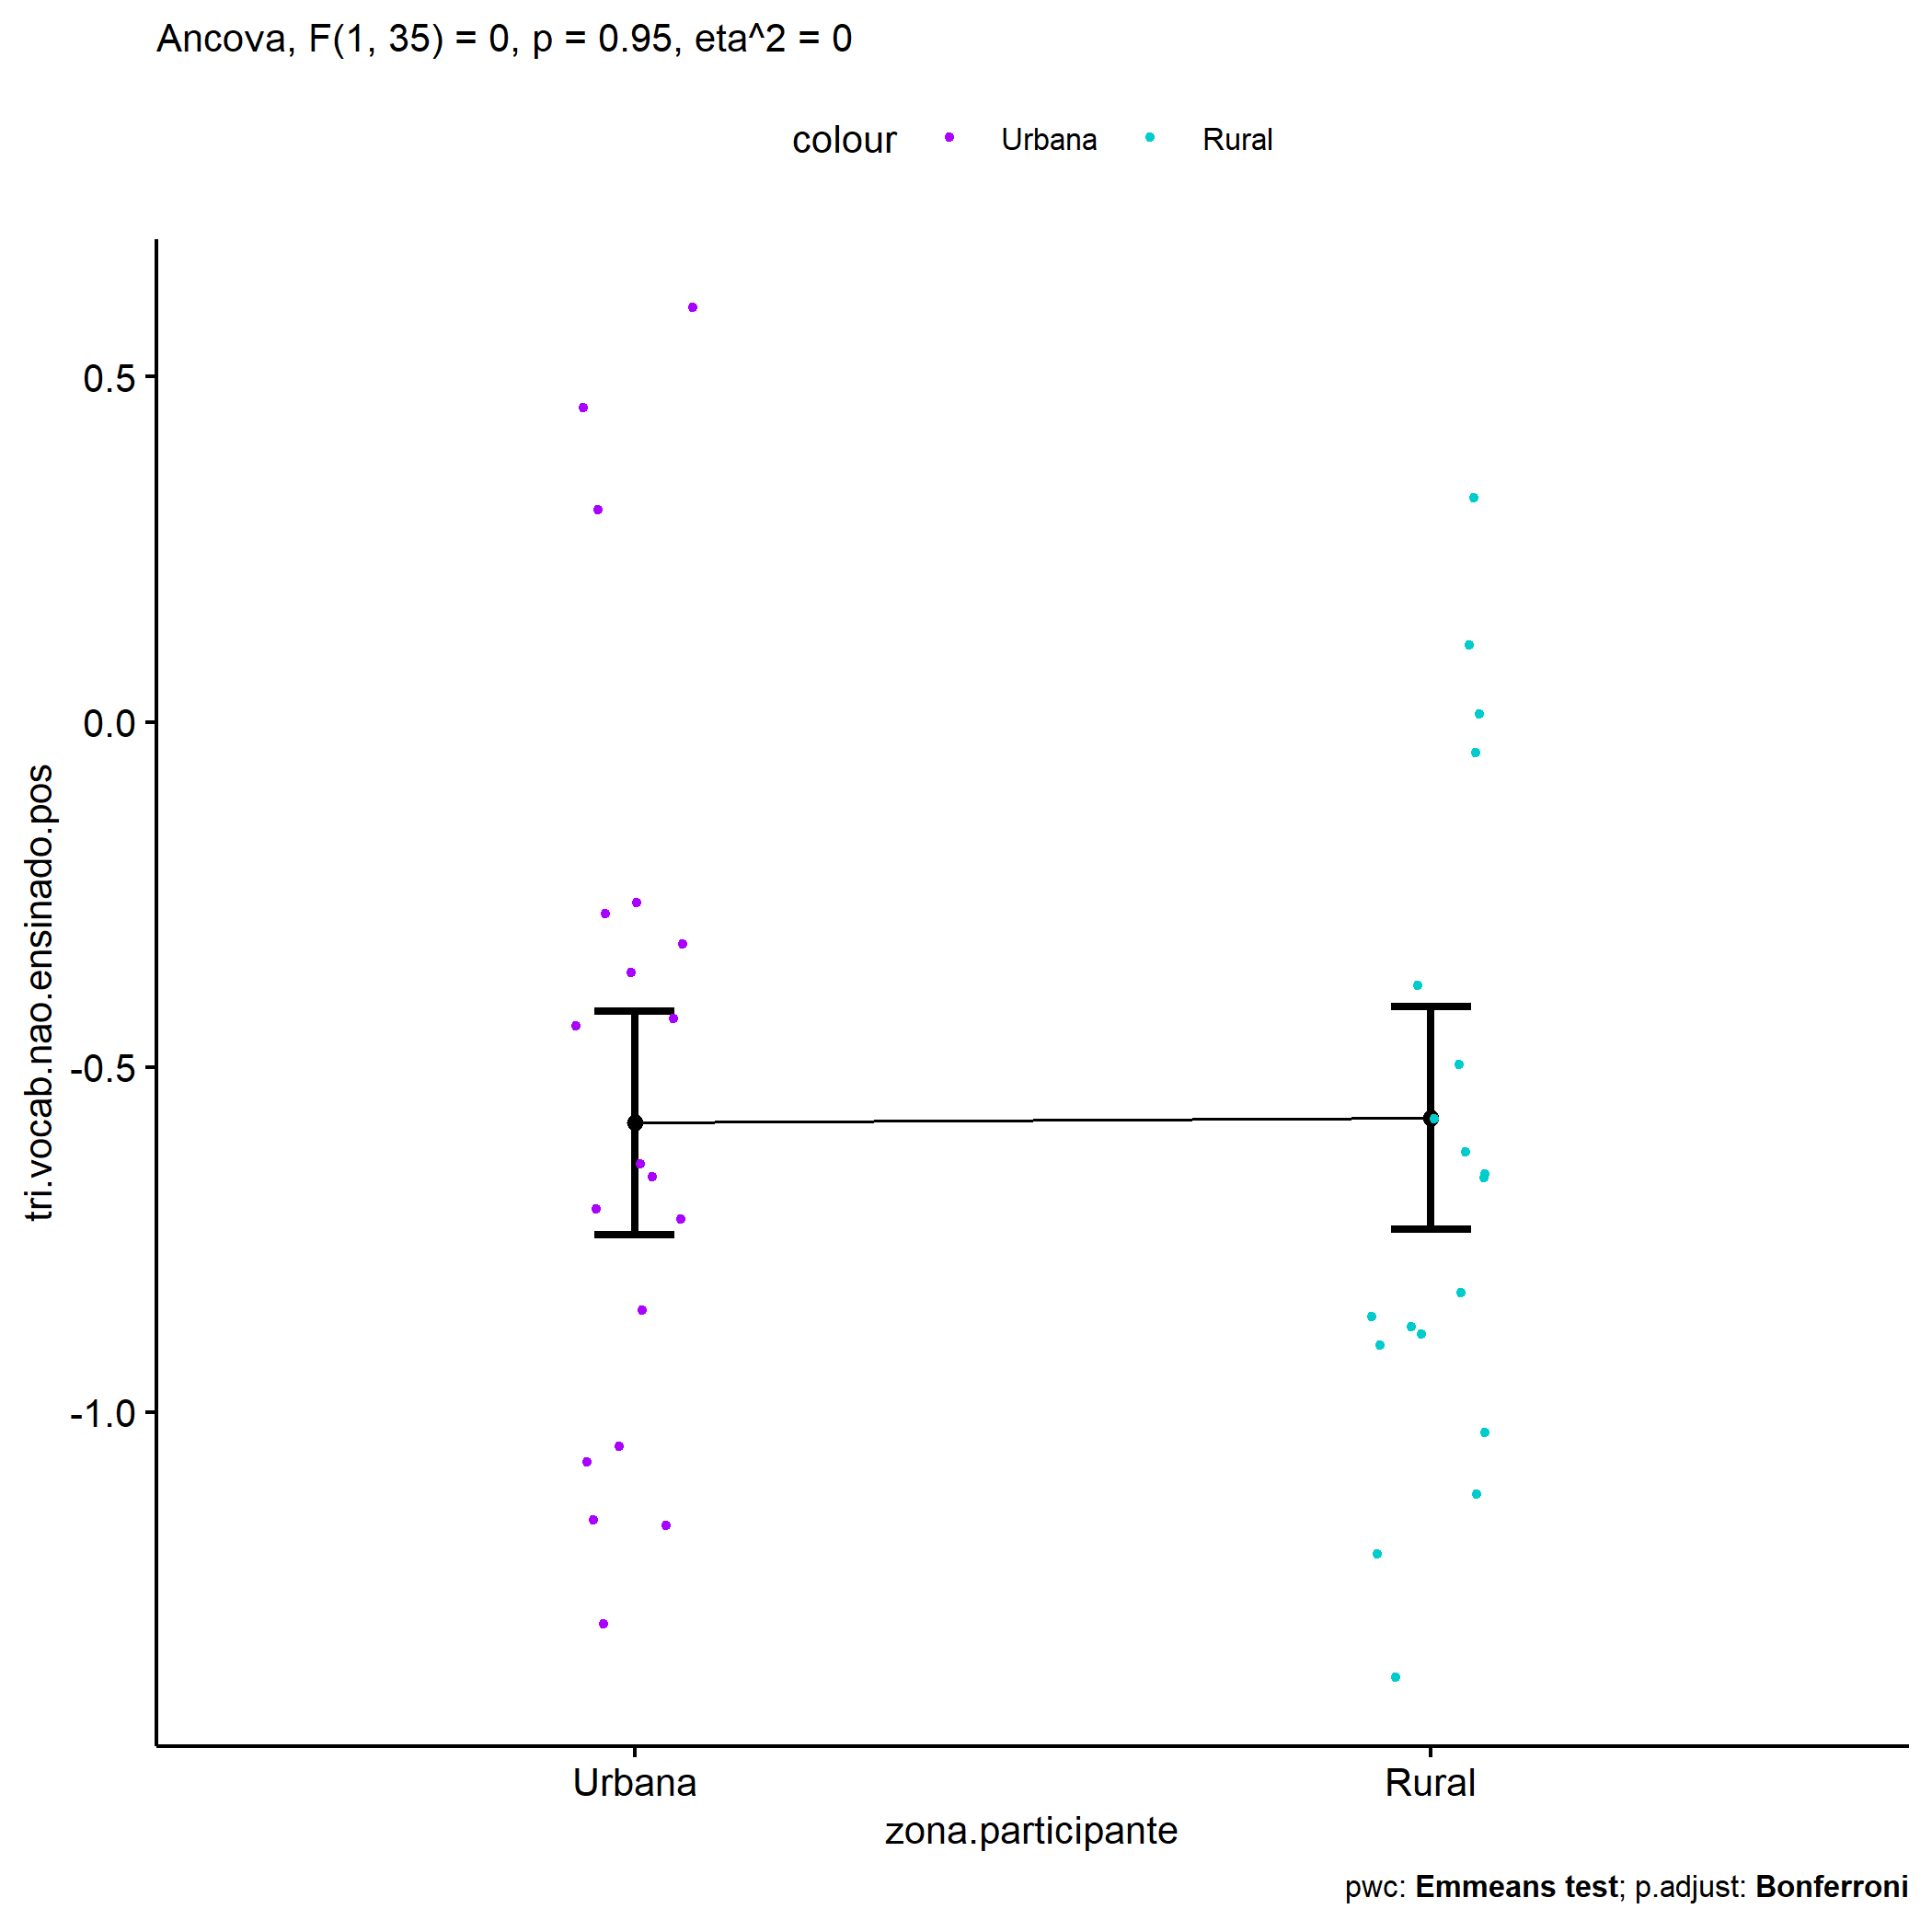 Ancova, F(1, 35) = 0, p = 0.95, eta^2 = 0
colour Urbana Rural
0.5
0.0
-0.5
-1.0
tri.vocab.nao.ensinado.pos
Urbana Rural
zona.participante
pwc: Emmeans test; p.adjust: Bonferroni